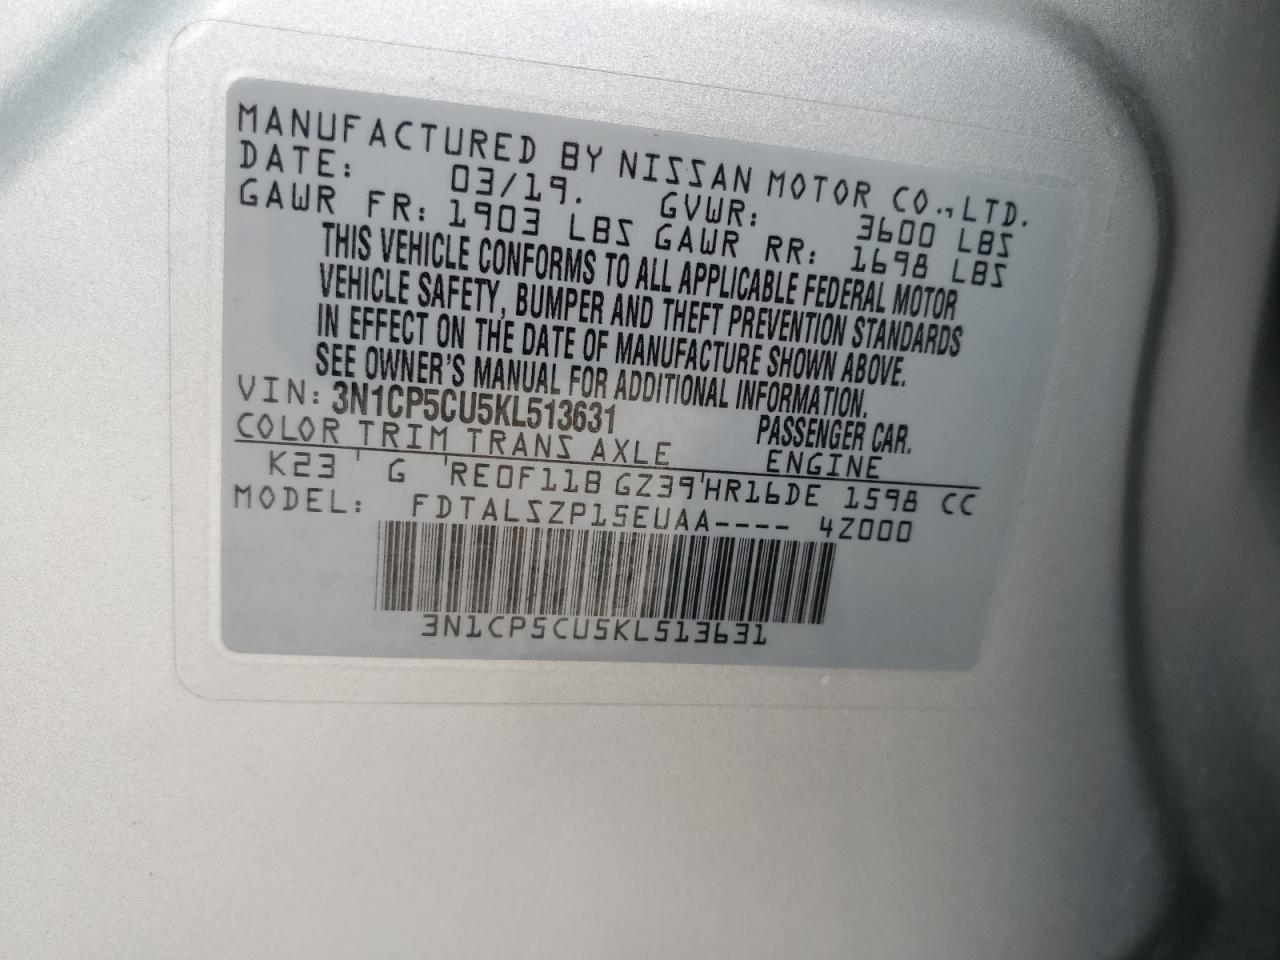 MANUFACTURED BY NISSAN MOTOR CO.,LTD.
DATE: 03/19. GVWR: 3600 LBS
GAWR FR: 1903 LBS GAWR RR: 1698 LBS
THIS VEHICLE CONFORMS TO ALL APPLICABLE FEDERAL MOTOR
VEHICLE SAFETY, BUMPER AND THEFT PREVENTION STANDARDS
IN EFFECT ON THE DATE OF MANUFACTURE SHOWN ABOVE.
SEE OWNER'S MANUAL FOR ADDITIONAL INFORMATION.
VIN: 3N1CP5CU5KL513631 PASSENGER CAR.
COLOR TRIM TRANS AXLE ENGINE
K23 ' G 'RE0F11B GZ39'HR16DE 1598 CC
MODEL: FDTALSZP15EUAA---- 4Z000
3N1CP5CU5KL513631